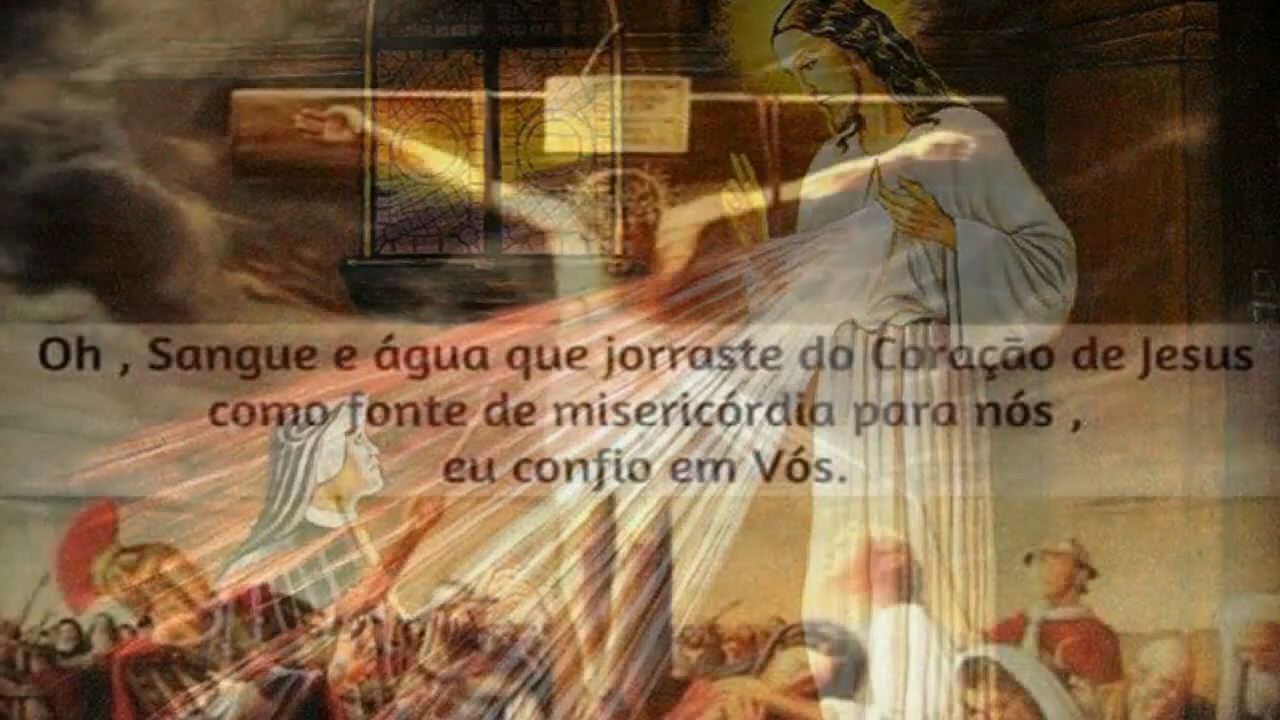 Oh , Sangue e água que jorraste do Coração de Jesus
como fonte de misericórdia para nós ,
eu confio em Vós.